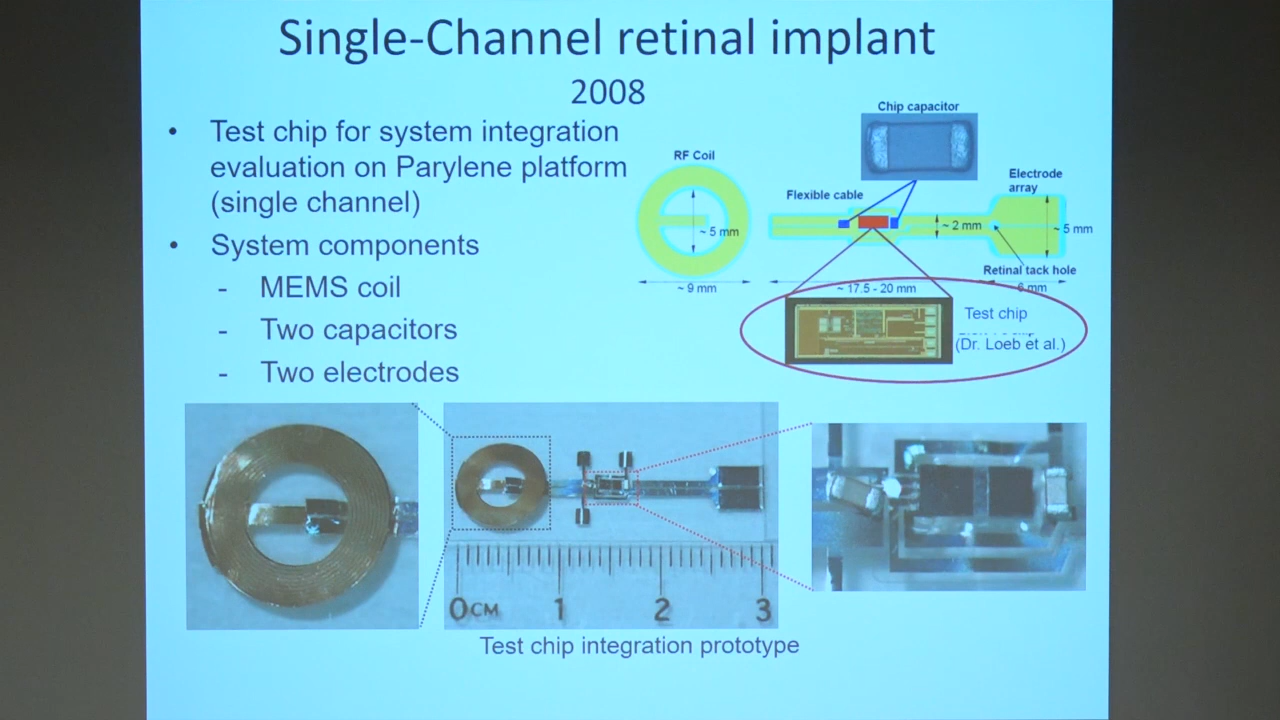 Single-Channel retinal implant
2008
• Test chip for system integration
evaluation on Parylene platform
(single channel)
• System components
- MEMS coil
- Two capacitors
- Two electrodes
Chip capacitor
RF Coil
Flexible cable
Electrode
array
~ 5 mm
~ 2 mm
~ 5 mm
Retinal tack hole
~ 9 mm
~ 17.5 - 20 mm
6 mm
Test chip
(Dr. Loeb et al.)
0CM 1 2 3
Test chip integration prototype